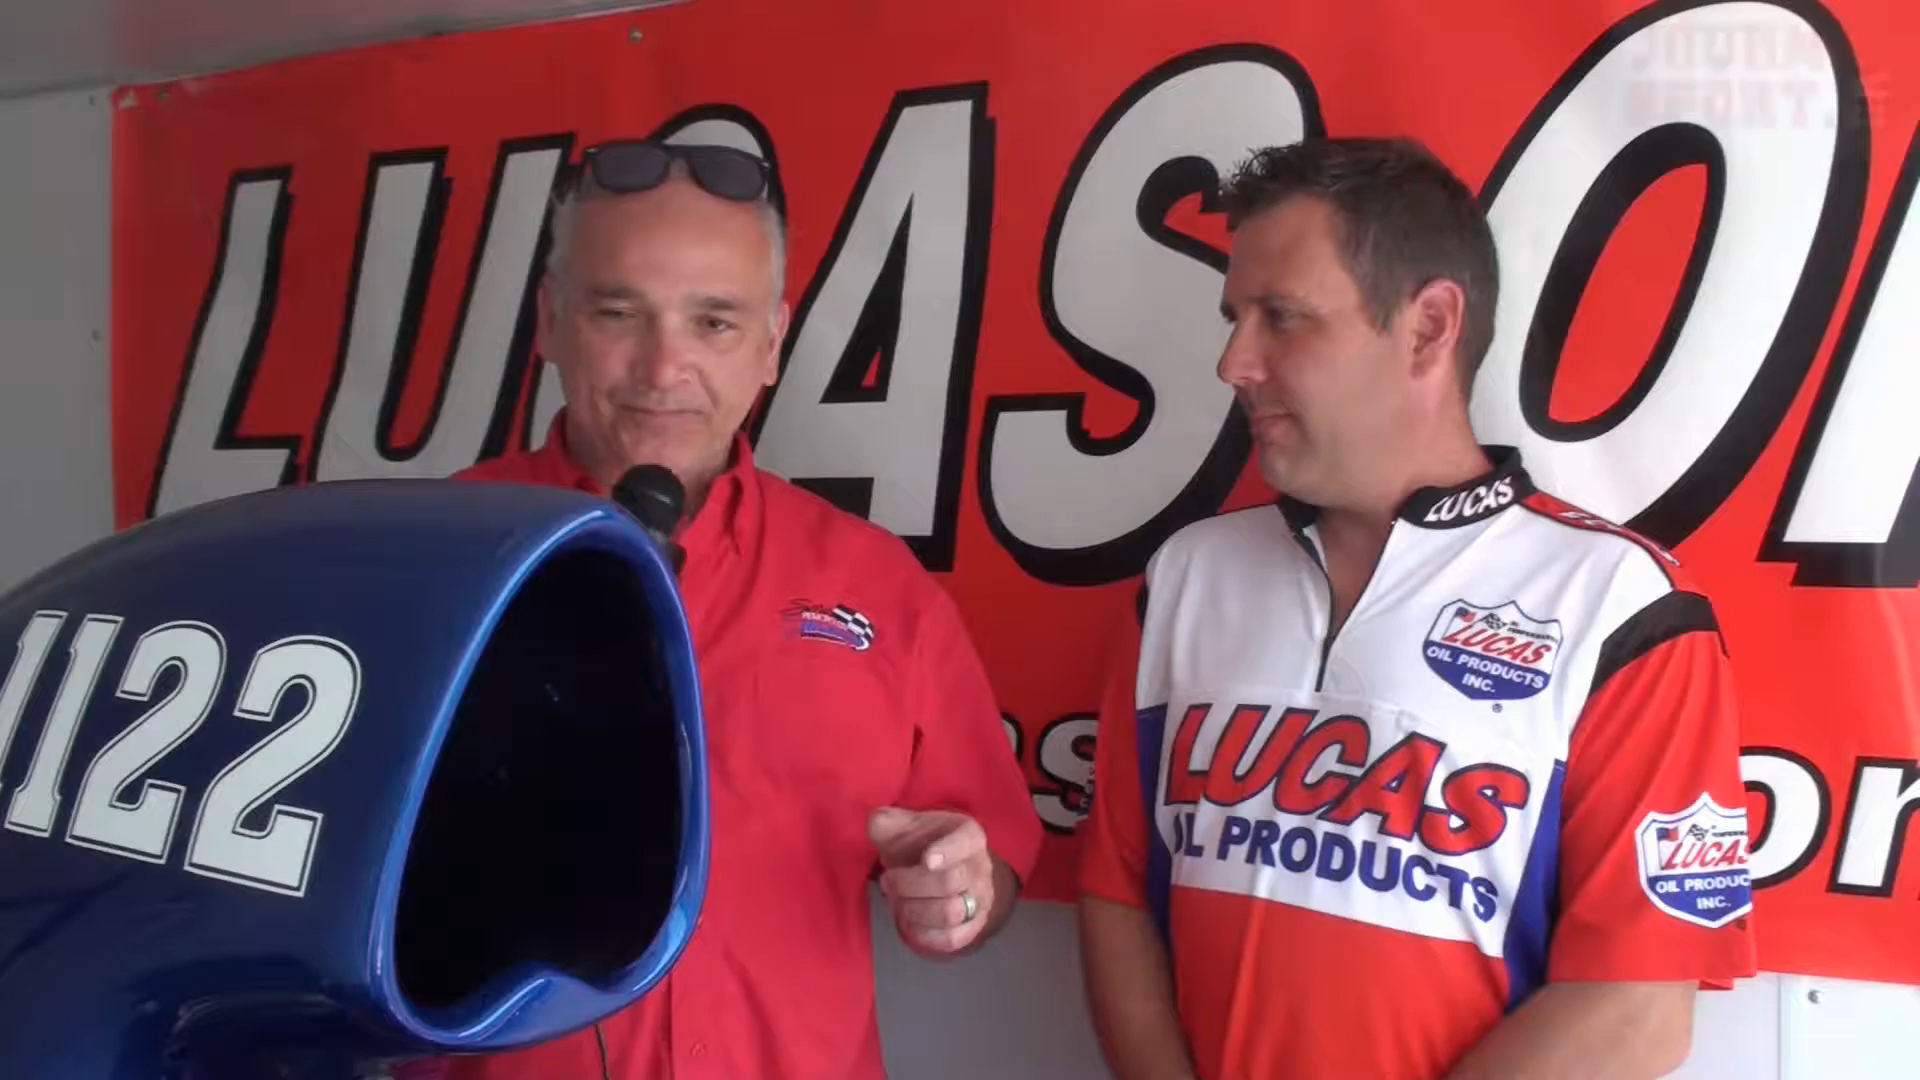 LUCAS OI
1122
LUCAS
LUCAS
OIL PRODUCTS
INC.
LUCAS
OIL PRODUCTS
LUCAS
OIL PRODUC
INC.